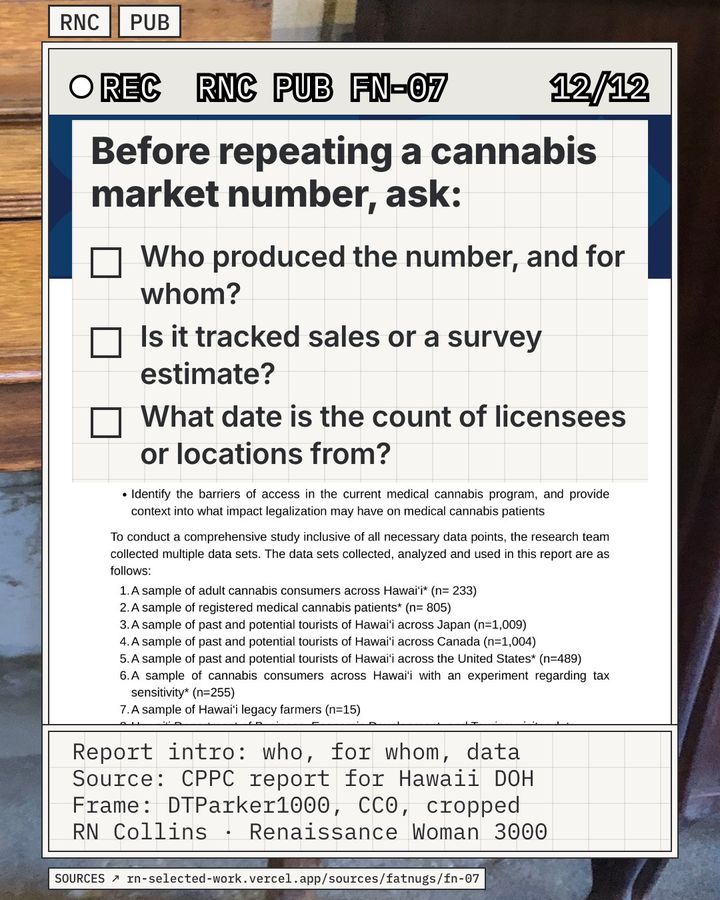 RNC PUB
REC RNC PUB FN-07 12/12
Before repeating a cannabis
market number, ask:
Who produced the number, and for
whom?
Is it tracked sales or a survey
estimate?
What date is the count of licensees
or locations from?
• Identify the barriers of access in the current medical cannabis program, and provide
context into what impact legalization may have on medical cannabis patients
To conduct a comprehensive study inclusive of all necessary data points, the research team
collected multiple data sets. The data sets collected, analyzed and used in this report are as
follows:
1. A sample of adult cannabis consumers across Hawai‘i* (n= 233)
2. A sample of registered medical cannabis patients* (n= 805)
3. A sample of past and potential tourists of Hawai‘i across Japan (n=1,009)
4. A sample of past and potential tourists of Hawai‘i across Canada (n=1,004)
5. A sample of past and potential tourists of Hawai‘i across the United States* (n=489)
6. A sample of cannabis consumers across Hawai‘i with an experiment regarding tax
sensitivity* (n=255)
7. A sample of Hawai‘i legacy farmers (n=15)
Report intro: who, for whom, data
Source: CPPC report for Hawaii DOH
Frame: DTParker1000, CC0, cropped
RN Collins · Renaissance Woman 3000
SOURCES ↗ rn-selected-work.vercel.app/sources/fatnugs/fn-07